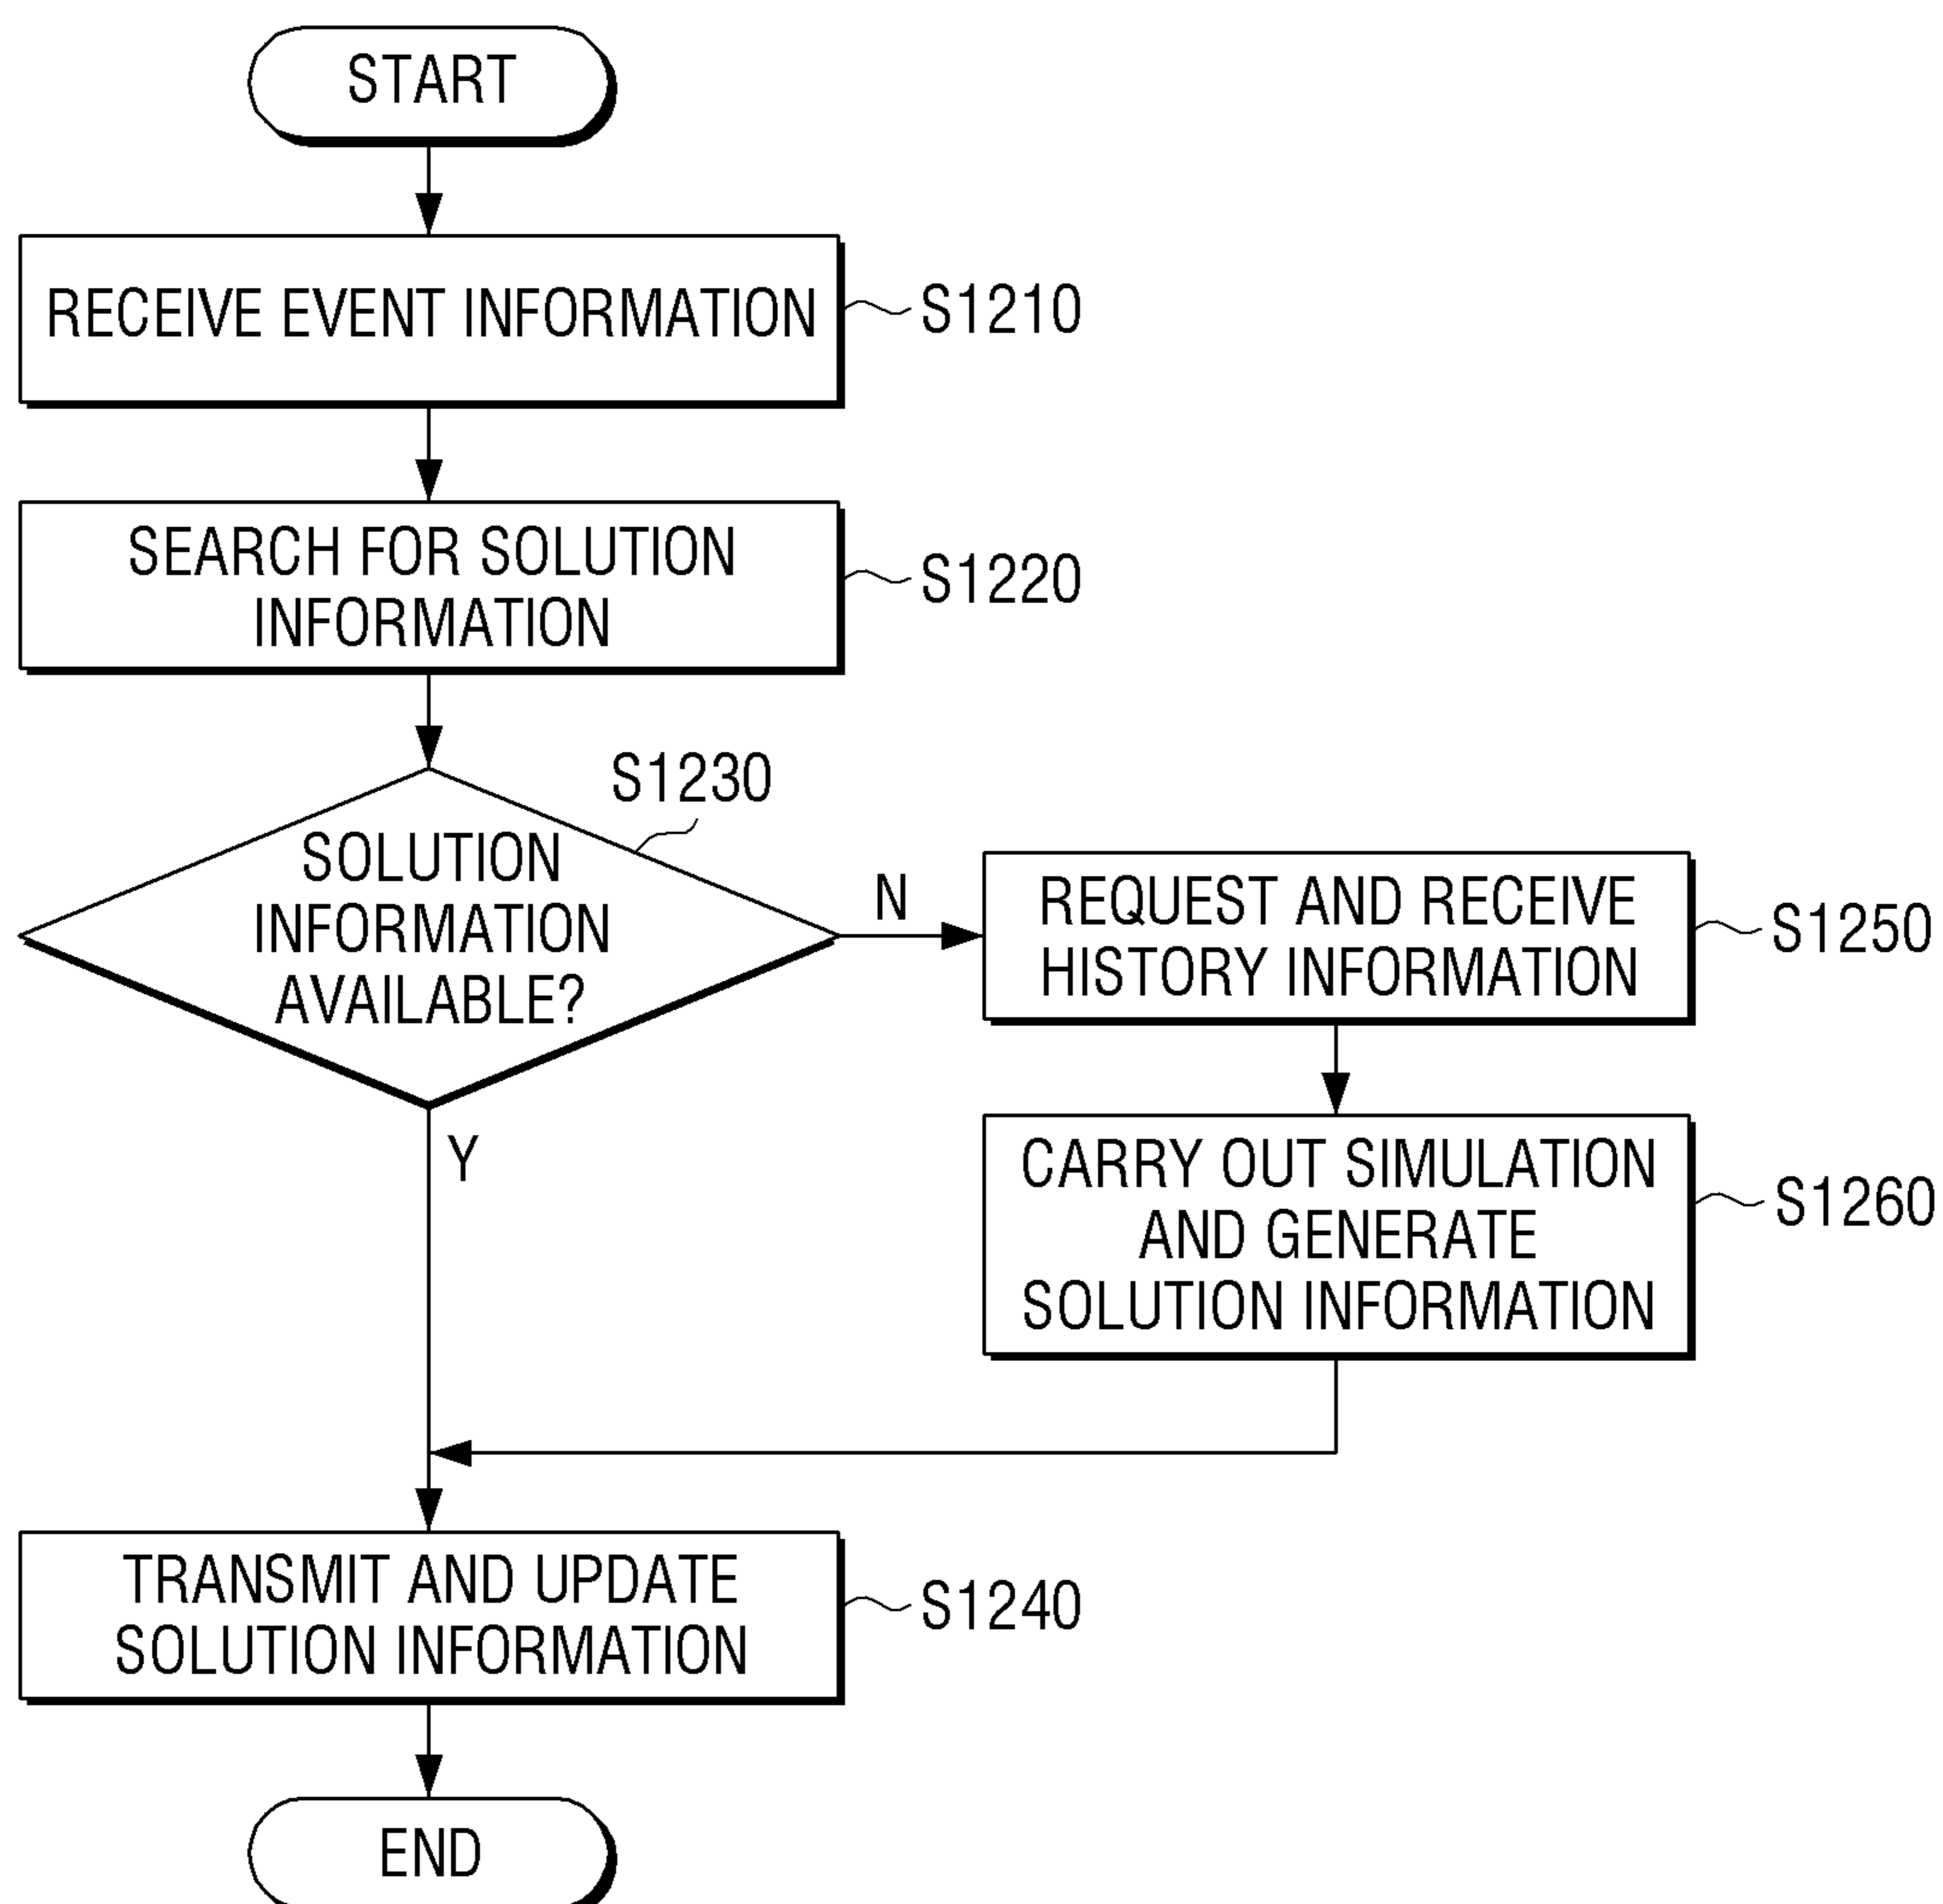 START
RECEIVE EVENT INFORMATION
S1210
SEARCH FOR SOLUTION
INFORMATION
S1220
S1230
SOLUTION
INFORMATION
AVAILABLE?
N
REQUEST AND RECEIVE
HISTORY INFORMATION
S1250
Y
CARRY OUT SIMULATION
AND GENERATE
SOLUTION INFORMATION
S1260
TRANSMIT AND UPDATE
SOLUTION INFORMATION
S1240
END